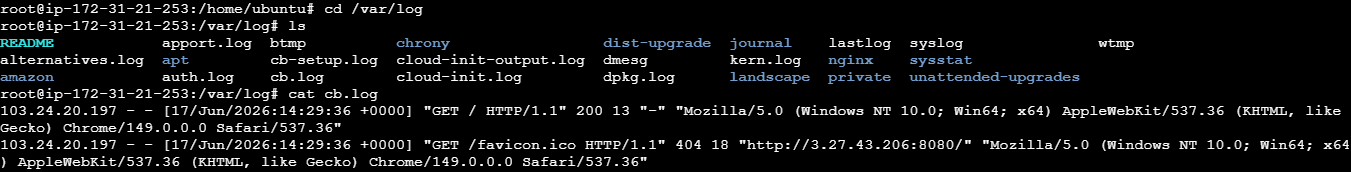 root@ip-172-31-21-253:/home/ubuntu# cd /var/log
root@ip-172-31-21-253:/var/log# ls
README apport.log btmp chrony dist-upgrade journal lastlog syslog wtmp
alternatives.log apt cb-setup.log cloud-init-output.log dmesg kern.log nginx sysstat
amazon auth.log cb.log cloud-init.log dpkg.log landscape private unattended-upgrades
root@ip-172-31-21-253:/var/log# cat cb.log
103.24.20.197 - - [17/Jun/2026:14:29:36 +0000] "GET / HTTP/1.1" 200 13 "-" "Mozilla/5.0 (Windows NT 10.0; Win64; x64) AppleWebKit/537.36 (KHTML, like
Gecko) Chrome/149.0.0.0 Safari/537.36"
103.24.20.197 - - [17/Jun/2026:14:29:36 +0000] "GET /favicon.ico HTTP/1.1" 404 18 "http://3.27.43.206:8080/" "Mozilla/5.0 (Windows NT 10.0; Win64; x64
) AppleWebKit/537.36 (KHTML, like Gecko) Chrome/149.0.0.0 Safari/537.36"